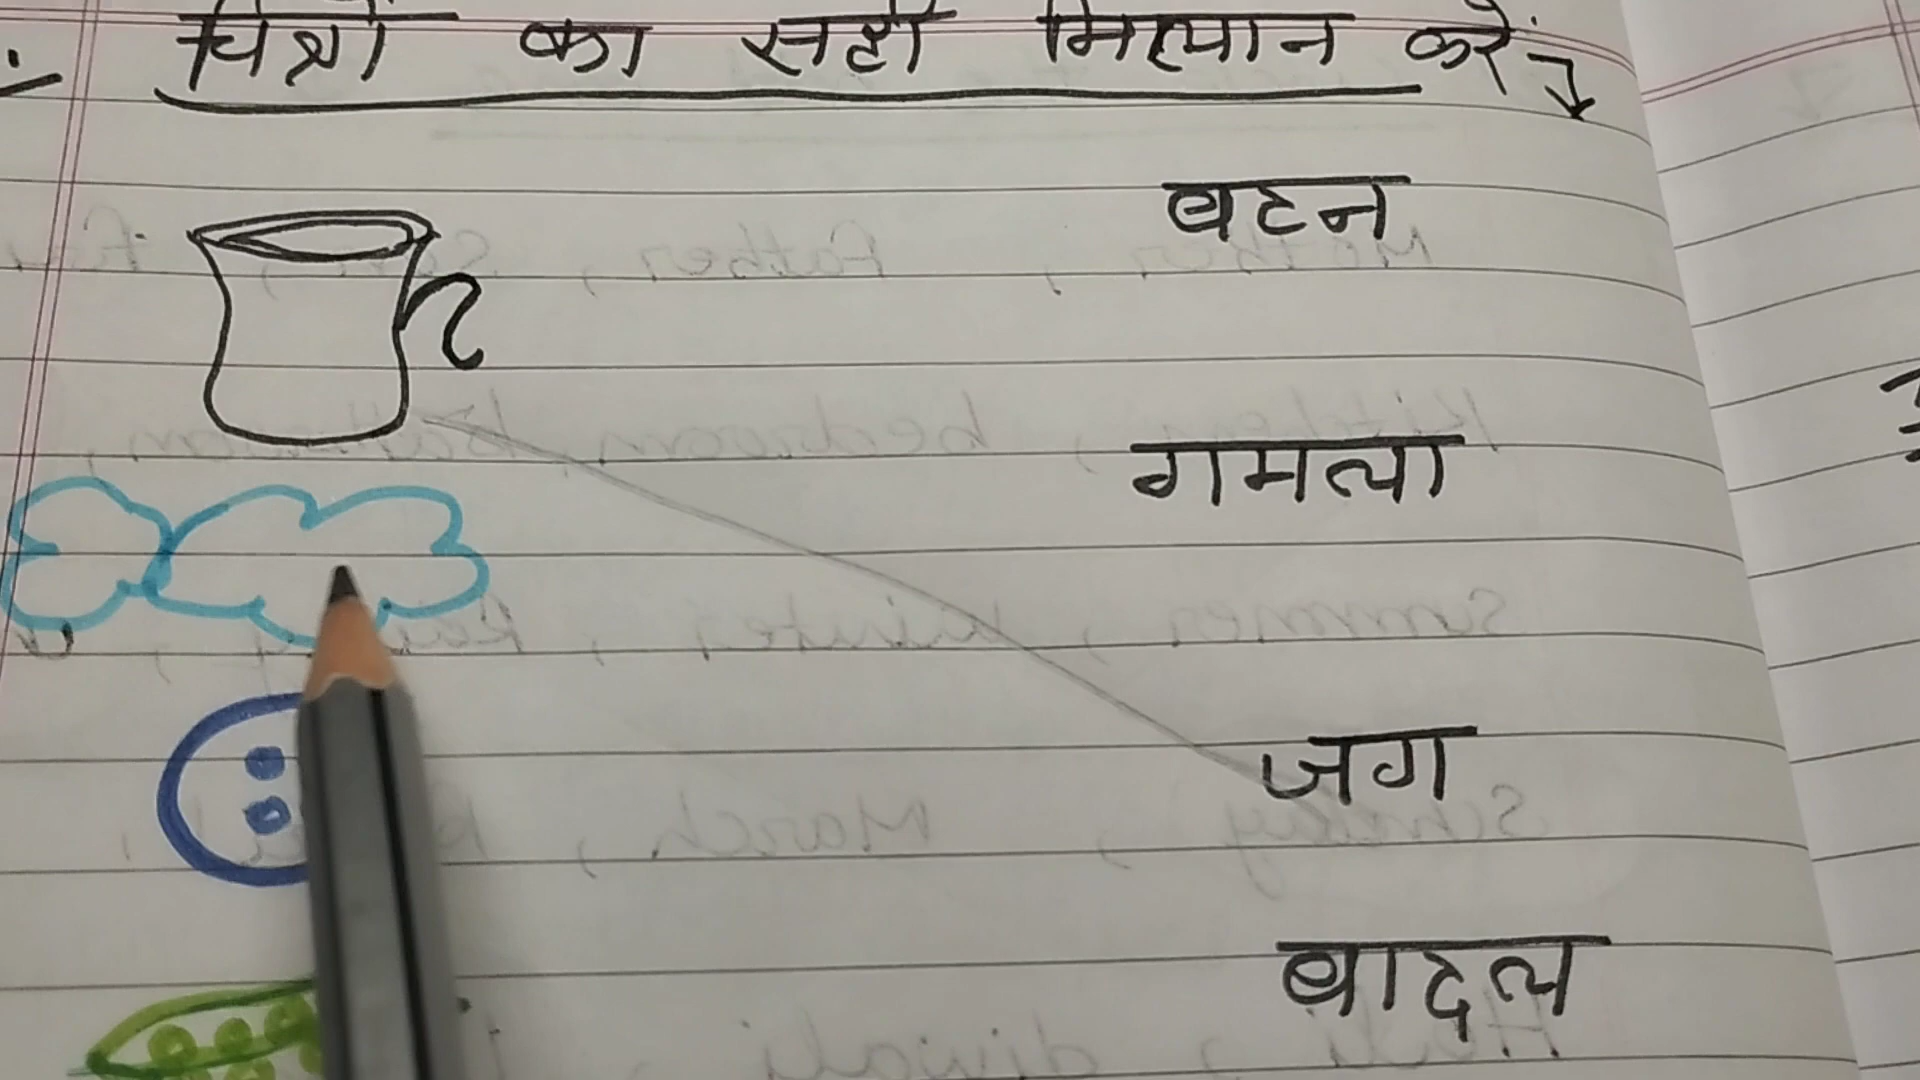 चित्रों का सही मिलान करें
बटन
गमला
जग
बादल